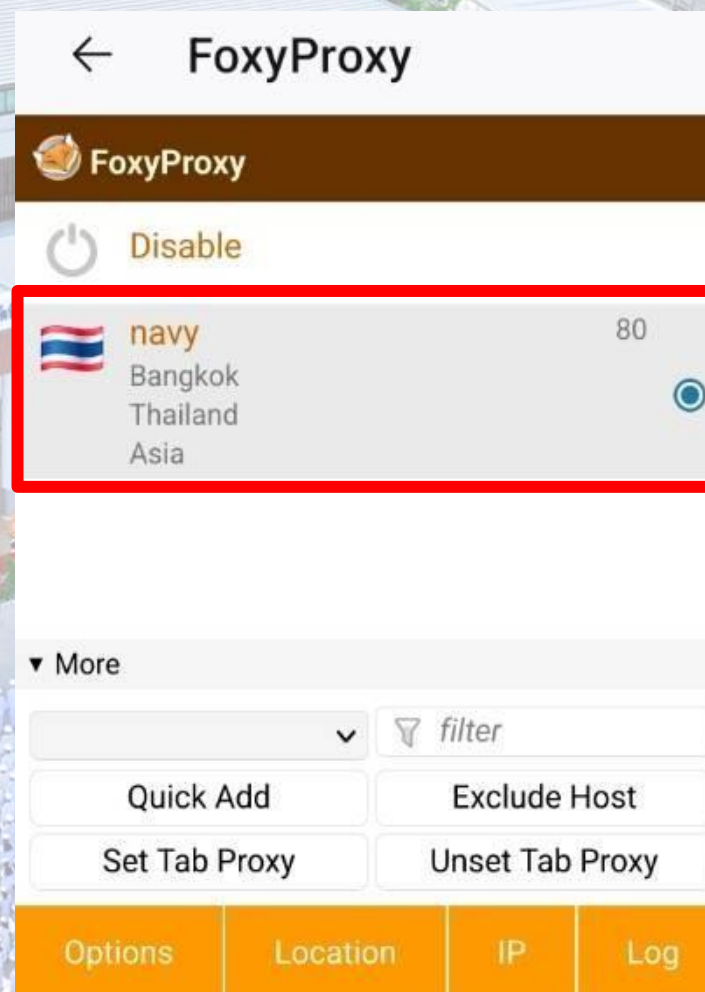 FoxyProxy
FoxyProxy
Disable
navy 80
Bangkok
Thailand
Asia
▾ More
filter
Quick Add Exclude Host
Set Tab Proxy Unset Tab Proxy
Options Location IP Log